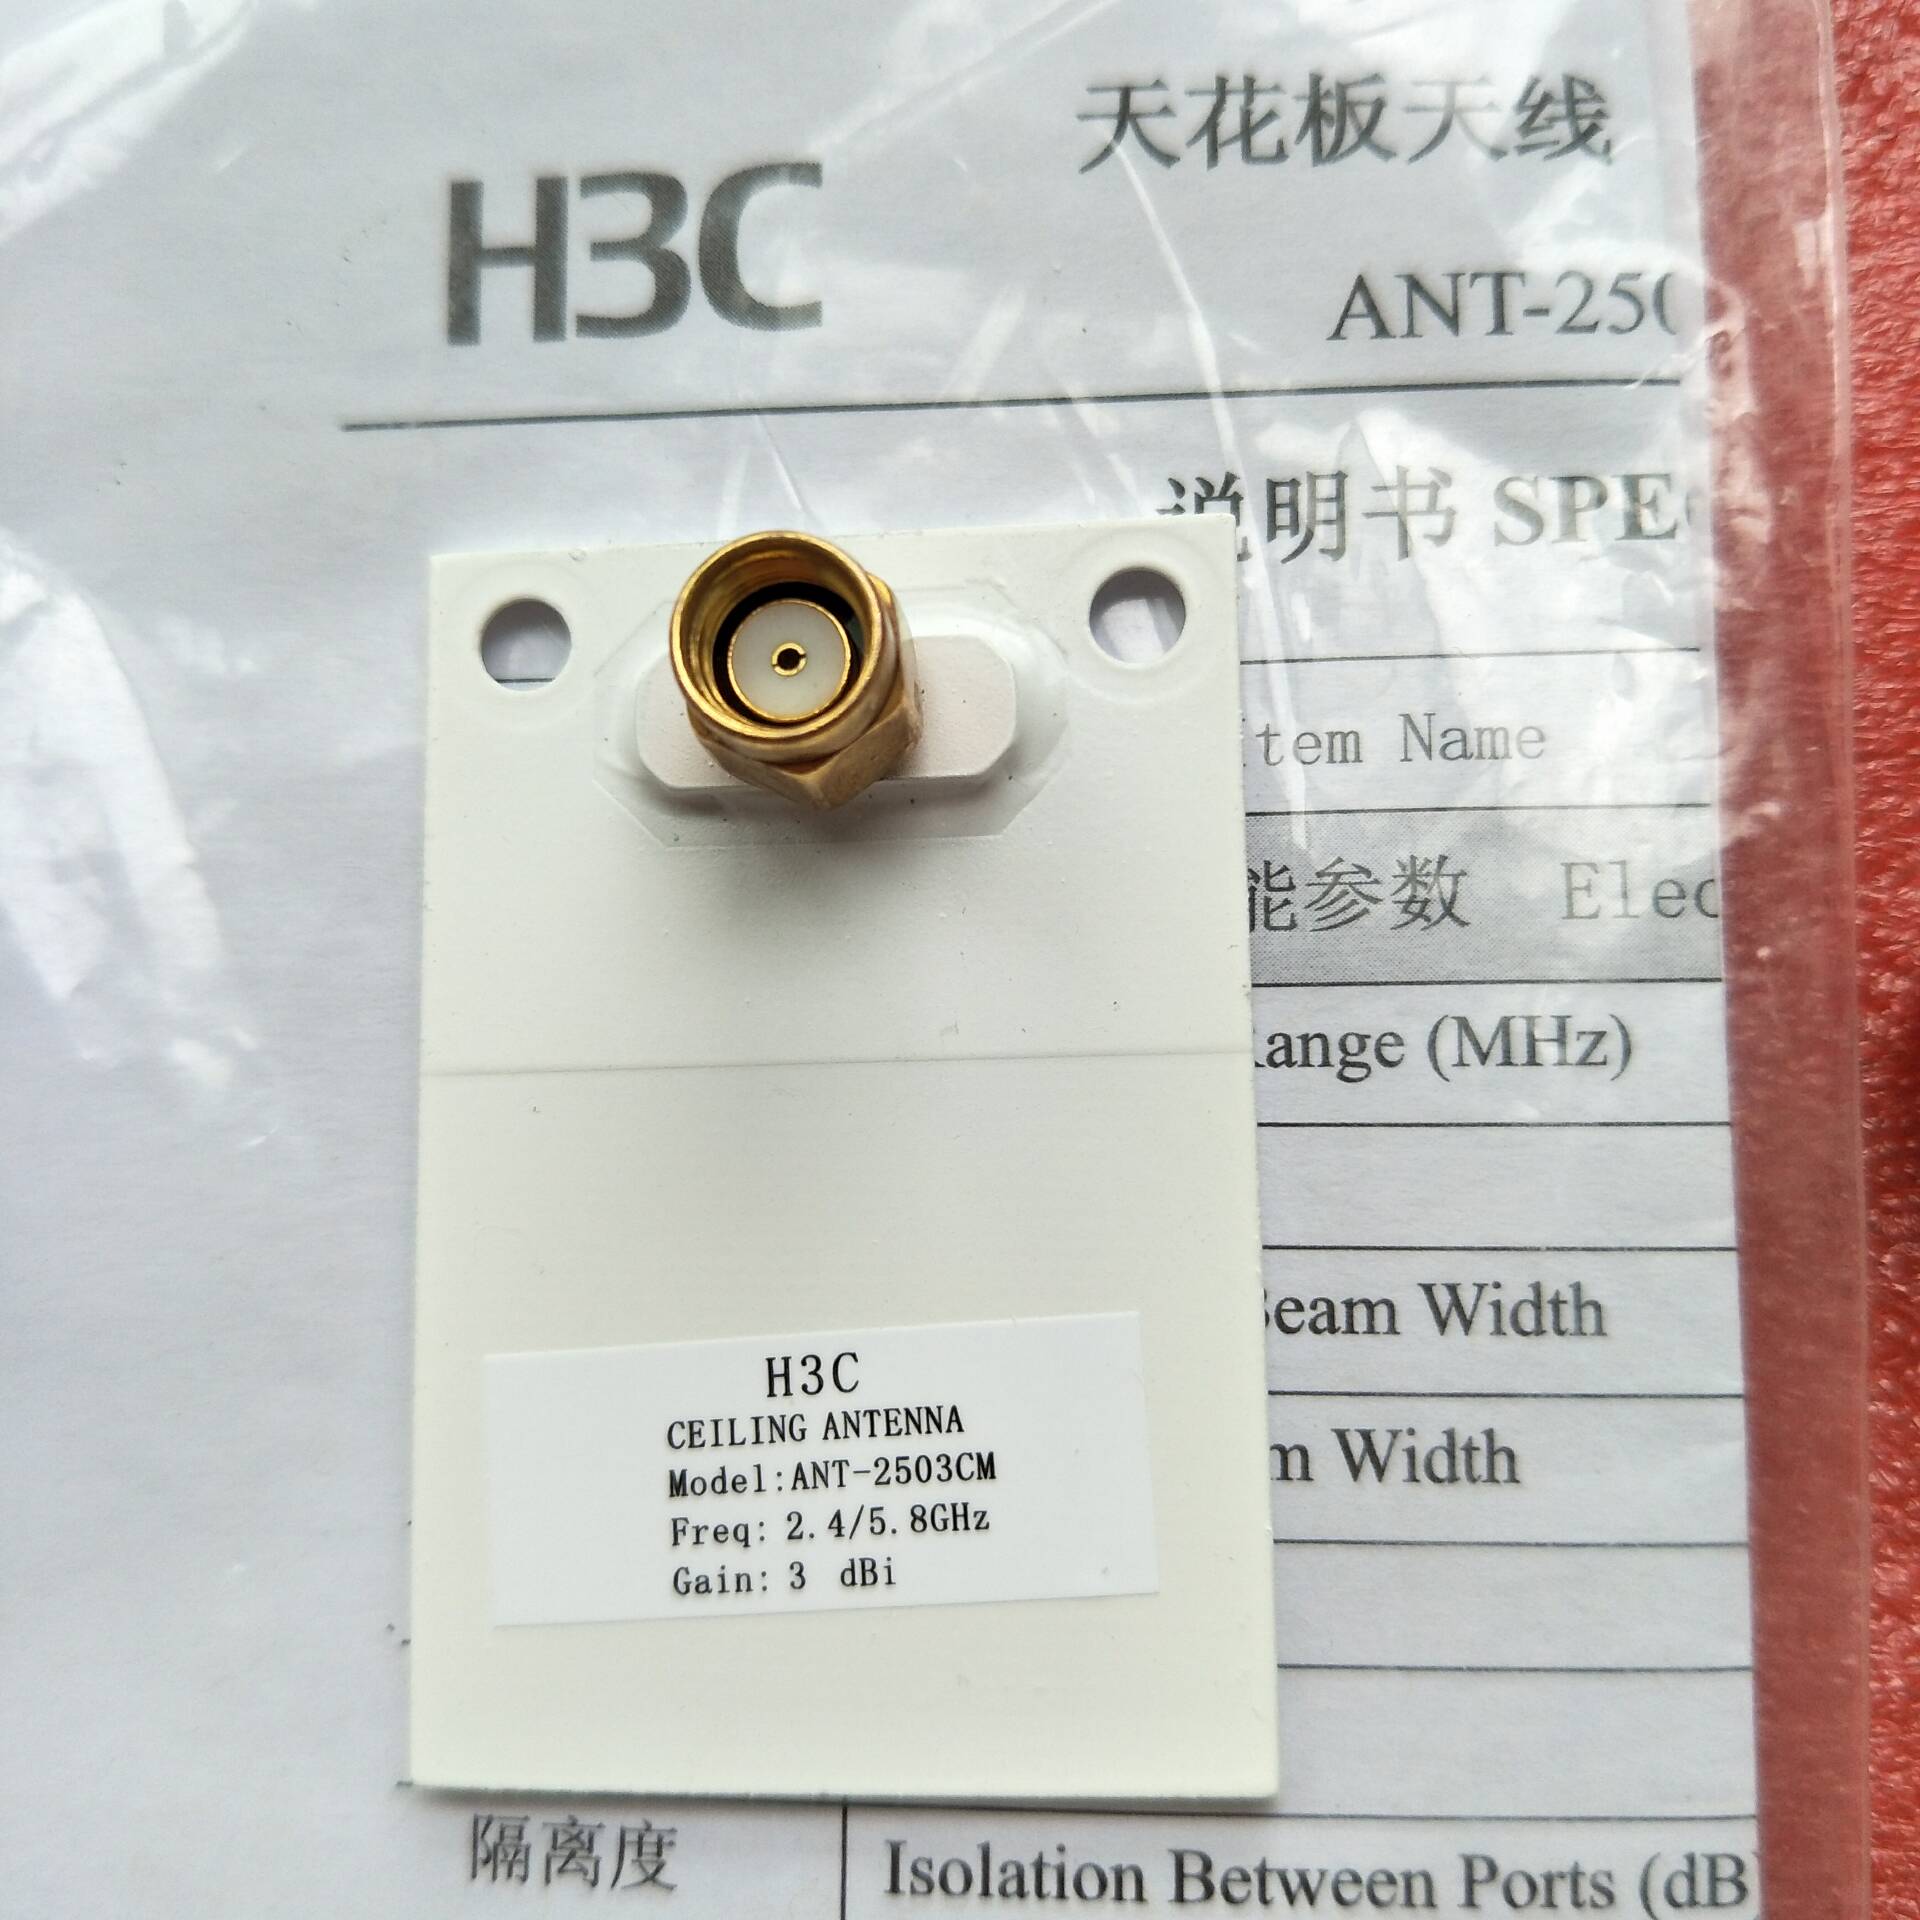 天花板天线
H3C
ANT-250
说明书 SPE
tem Name
能参数 Elec
ange (MHz)
Beam Width
m Width
H3C
CEILING ANTENNA
Model:ANT-2503CM
Freq: 2.4/5.8GHz
Gain: 3 dBi
隔离度 Isolation Between Ports (dB)